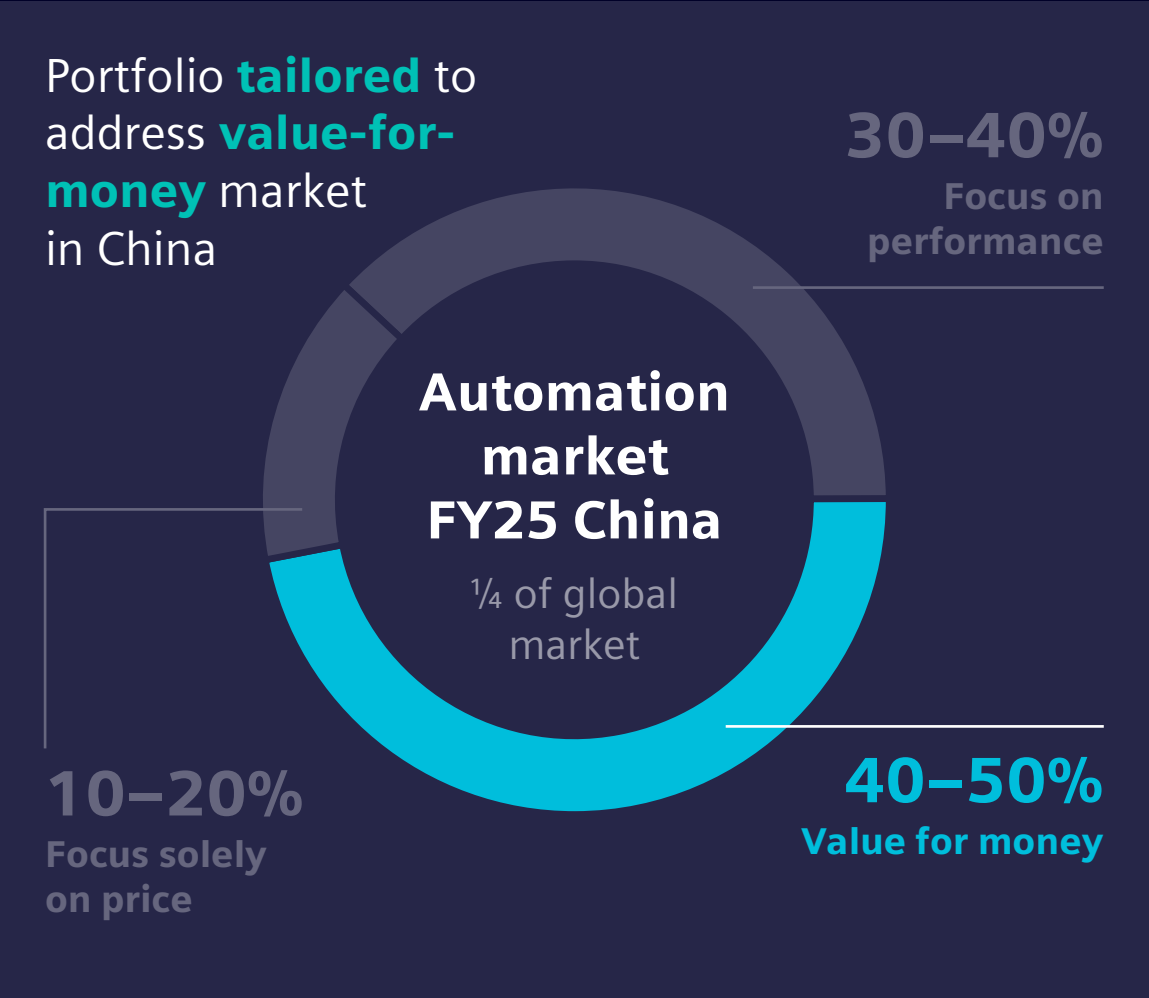 Portfolio tailored to
address value-for-
money market
in China
30–40%
Focus on
performance
Automation
market
FY25 China
¼ of global
market
10–20%
Focus solely
on price
40–50%
Value for money